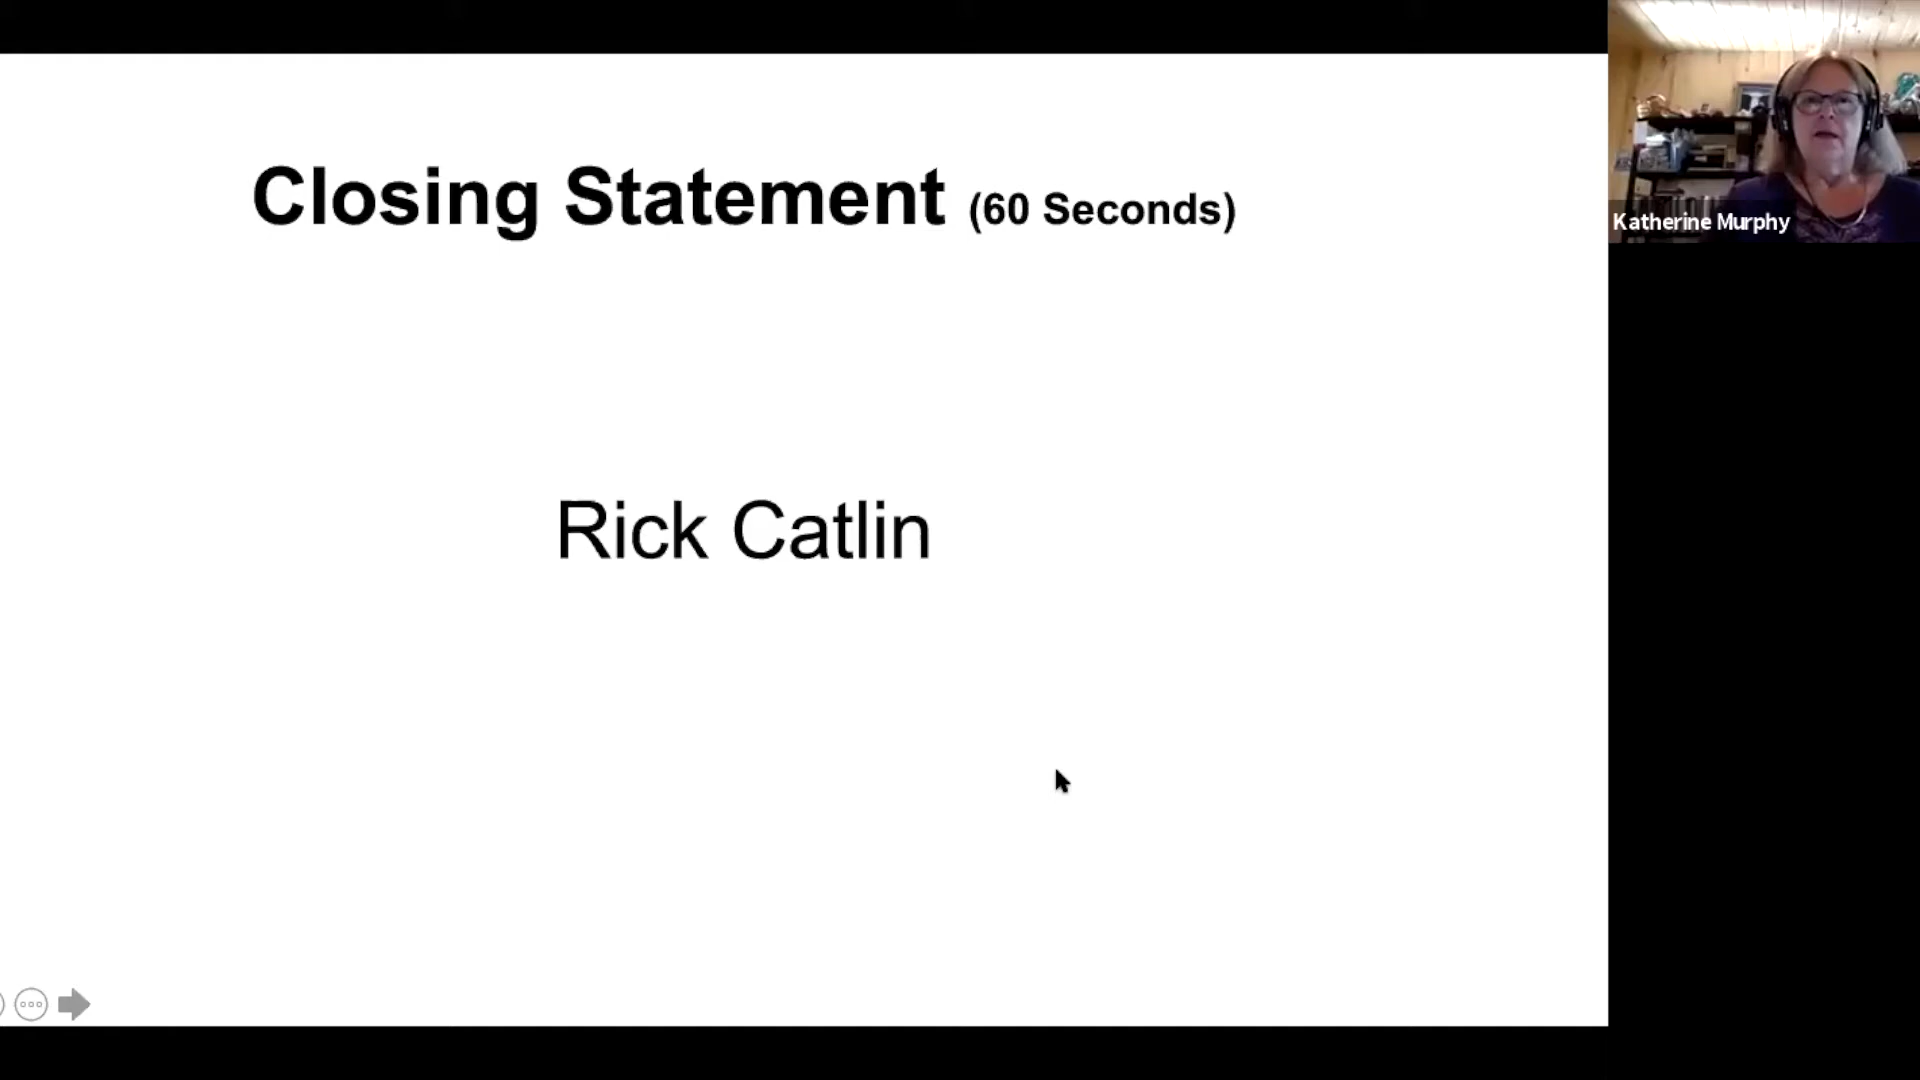 Closing Statement (60 Seconds)
Rick Catlin
Katherine Murphy